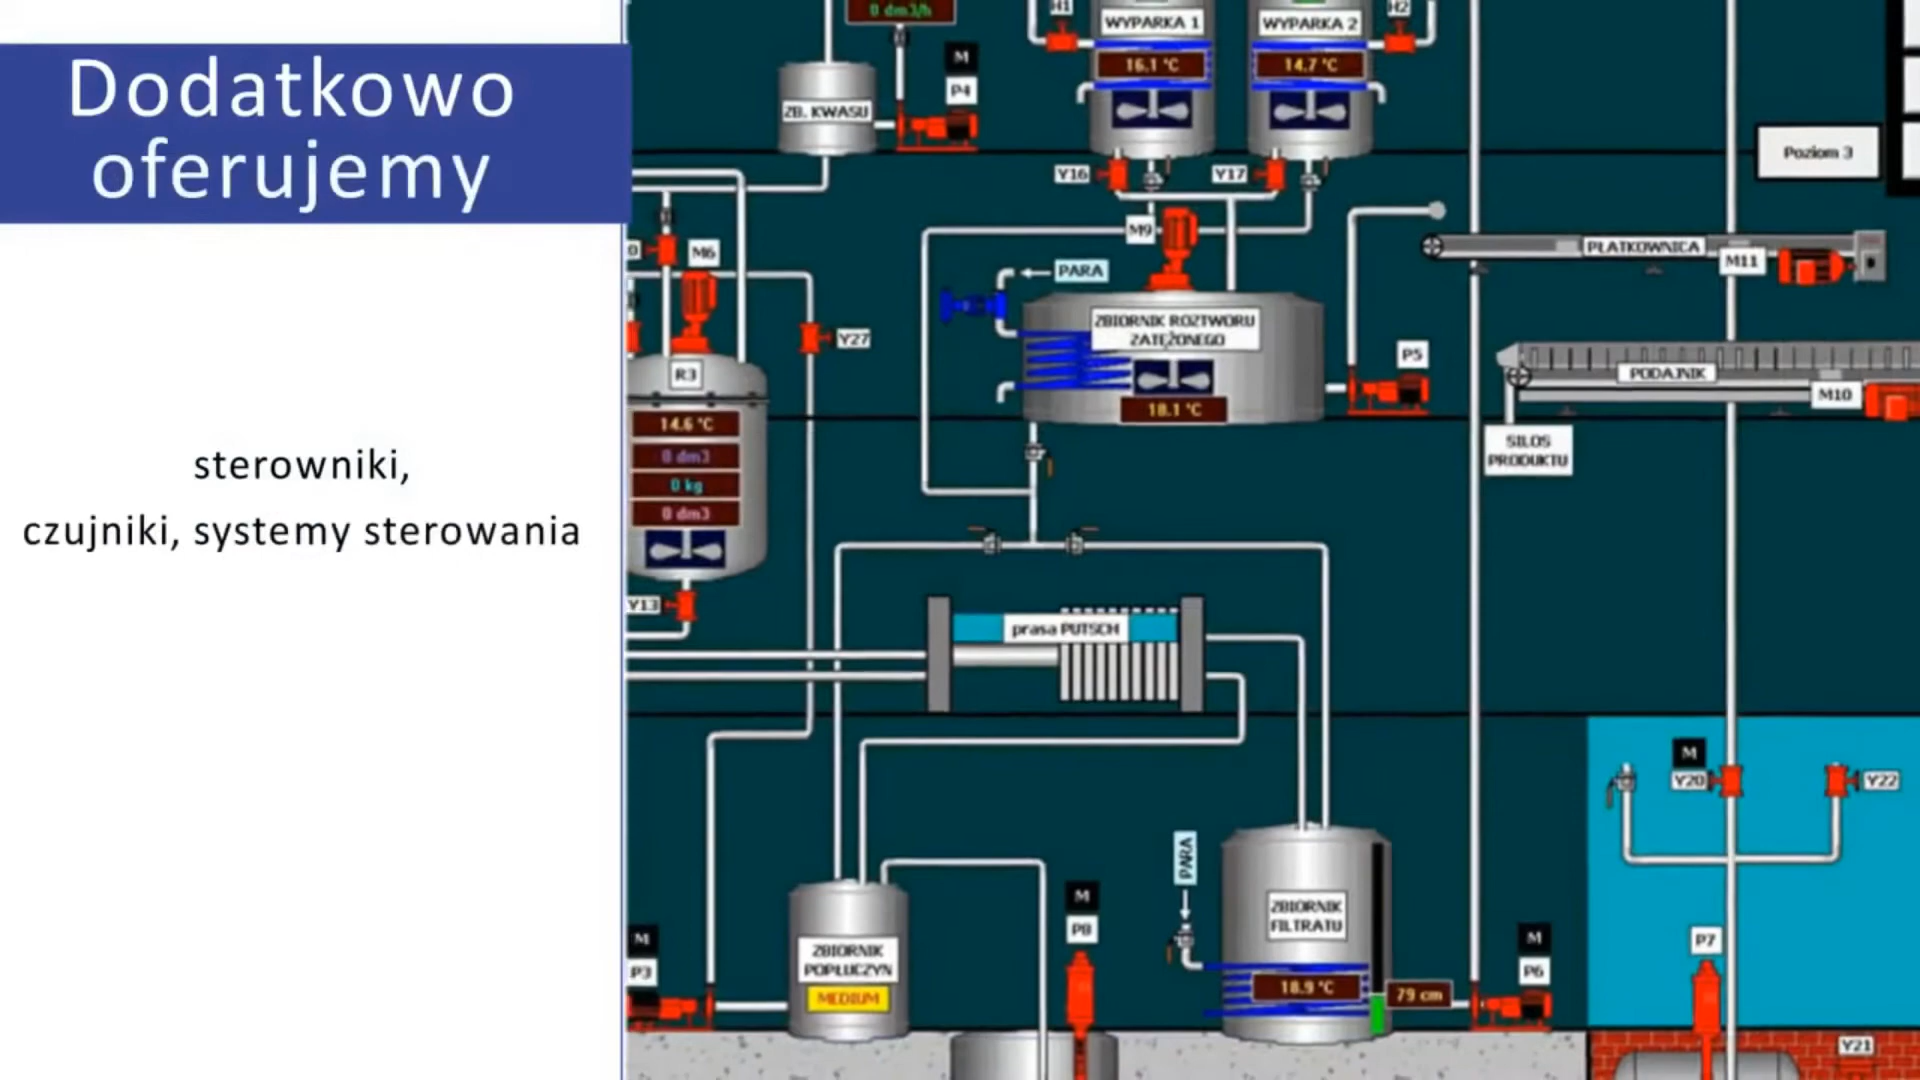 Dodatkowo
oferujemy
sterowniki,
czujniki, systemy sterowania
0 dm3/h
M
P4
ZB. KWASU
H1
WYPARKA 1
16.1 °C
WYPARKA 2
14.7 °C
H2
Poziom 3
Y16
Y17
M9
PARA
M6
Y27
PŁATKOWNICA
M11
ZBIORNIK ROZTWORU
ZATĘŻONEGO
18.1 °C
P5
PODAJNIK
M10
SILOS
PRODUKTU
R3
14.6 °C
0 dm3
0 kg
0 dm3
Y13
prasa PUTSCH
M
Y20
Y22
PARA
M
P8
ZBIORNIK
FILTRATU
18.9 °C
79 cm
M
P6
P7
M
P3
ZBIORNIK
POPŁUCZYN
MEDIUM
Y21